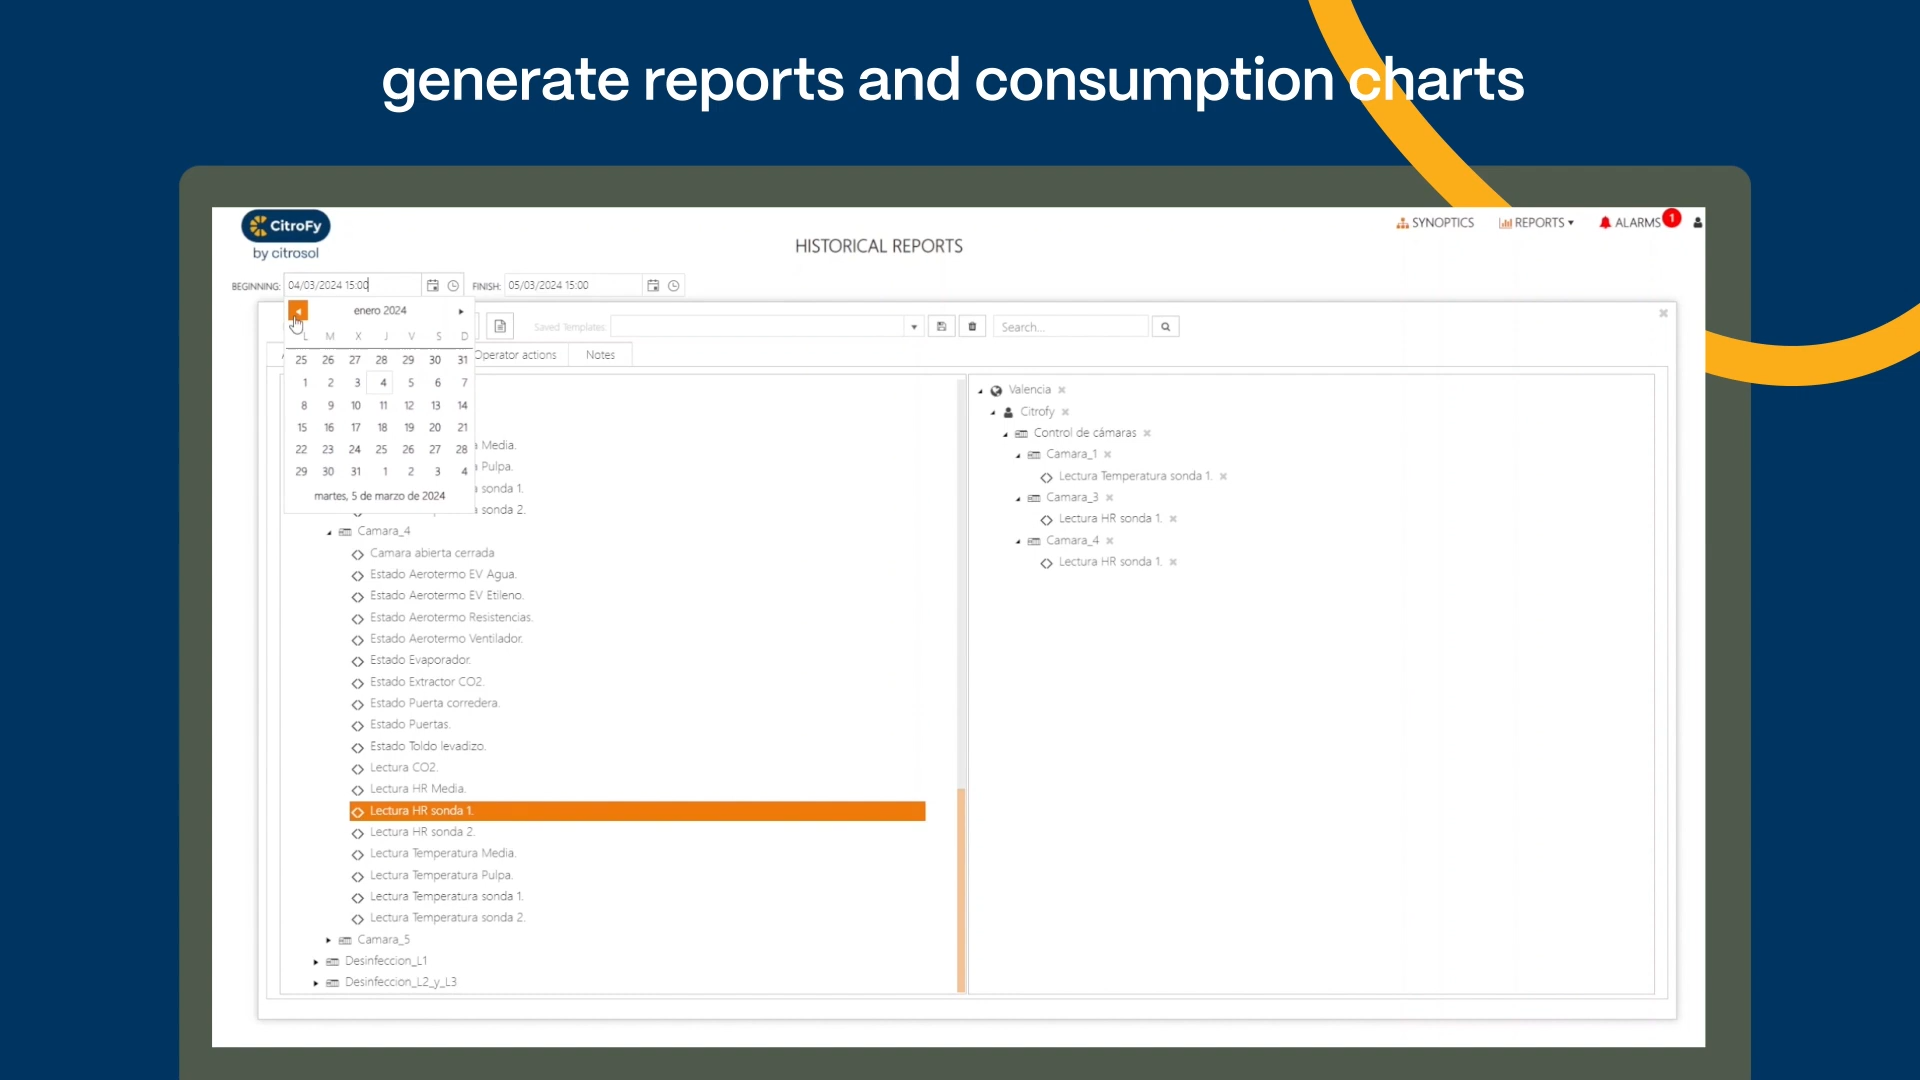 generate reports and consumption charts
CitroFy
by citrosol
SYNOPTICS REPORTS ALARMS 1
HISTORICAL REPORTS
BEGINNING: 04/03/2024 15:00 FINISH: 05/03/2024 15:00
enero 2024
L M X J V S D
25 26 27 28 29 30 31
1 2 3 4 5 6 7
8 9 10 11 12 13 14
15 16 17 18 19 20 21
22 23 24 25 26 27 28
29 30 31 1 2 3 4
martes, 5 de marzo de 2024
Saved Templates Search...
Operator actions Notes
Media.
Pulpa.
sonda 1.
sonda 2.
Camara_4
Camara abierta cerrada
Estado Aerotermo EV Agua.
Estado Aerotermo EV Etileno.
Estado Aerotermo Resistencias.
Estado Aerotermo Ventilador.
Estado Evaporador.
Estado Extractor CO2.
Estado Puerta corredera.
Estado Puertas.
Estado Toldo levadizo.
Lectura CO2.
Lectura HR Media.
Lectura HR sonda 1.
Lectura HR sonda 2.
Lectura Temperatura Media.
Lectura Temperatura Pulpa.
Lectura Temperatura sonda 1.
Lectura Temperatura sonda 2.
Camara_5
Desinfeccion_L1
Desinfeccion_L2_y_L3
Valencia
Citrofy
Control de cámaras
Camara_1
Lectura Temperatura sonda 1.
Camara_3
Lectura HR sonda 1.
Camara_4
Lectura HR sonda 1.